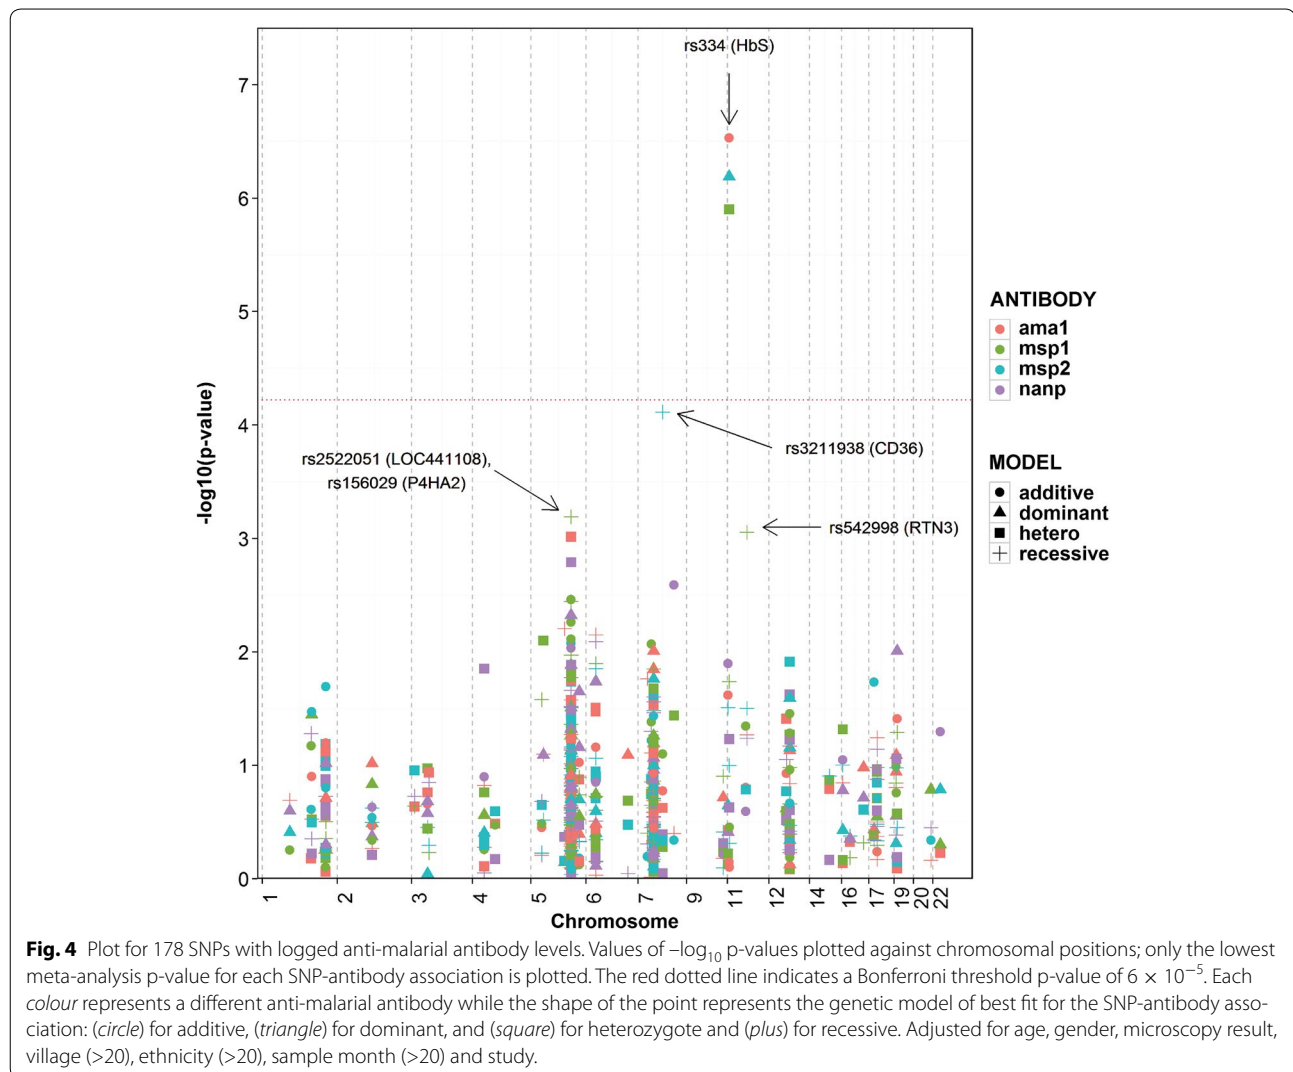 rs334 (HbS)
7
6
5
4
3
2
1
0
-log10(p-value)
rs3211938 (CD36)
rs2522051 (LOC441108),
rs156029 (P4HA2)
rs542998 (RTN3)
ANTIBODY
ama1
msp1
msp2
nanp
MODEL
additive
dominant
hetero
recessive
1 2 3 4 5 6 7 9 11 12 14 16 17 19 20 22
Chromosome
Fig. 4 Plot for 178 SNPs with logged anti-malarial antibody levels. Values of –log10 p-values plotted against chromosomal positions; only the lowest
meta-analysis p-value for each SNP-antibody association is plotted. The red dotted line indicates a Bonferroni threshold p-value of 6 × 10−5. Each
colour represents a different anti-malarial antibody while the shape of the point represents the genetic model of best fit for the SNP-antibody asso-
ciation: (circle) for additive, (triangle) for dominant, and (square) for heterozygote and (plus) for recessive. Adjusted for age, gender, microscopy result,
village (>20), ethnicity (>20), sample month (>20) and study.